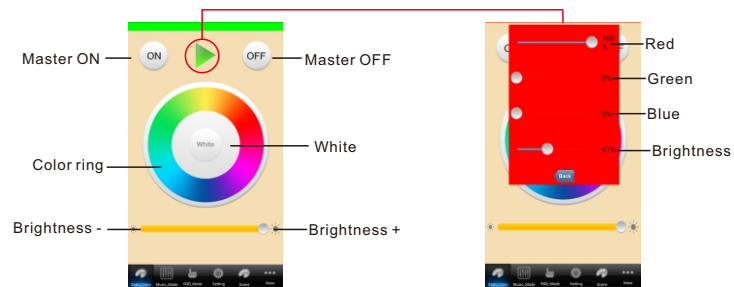 Master ON
ON
OFF
Master OFF
White
White
Color ring
Brightness -
Brightness +
Static Color
Music_Mode
RGB_Mode
Setting
Scene
More
100
%
Red
0%
Green
0%
Blue
41%
Brightness
Back
Static Color
Music_Mode
RGB_Mode
Setting
Scene
More